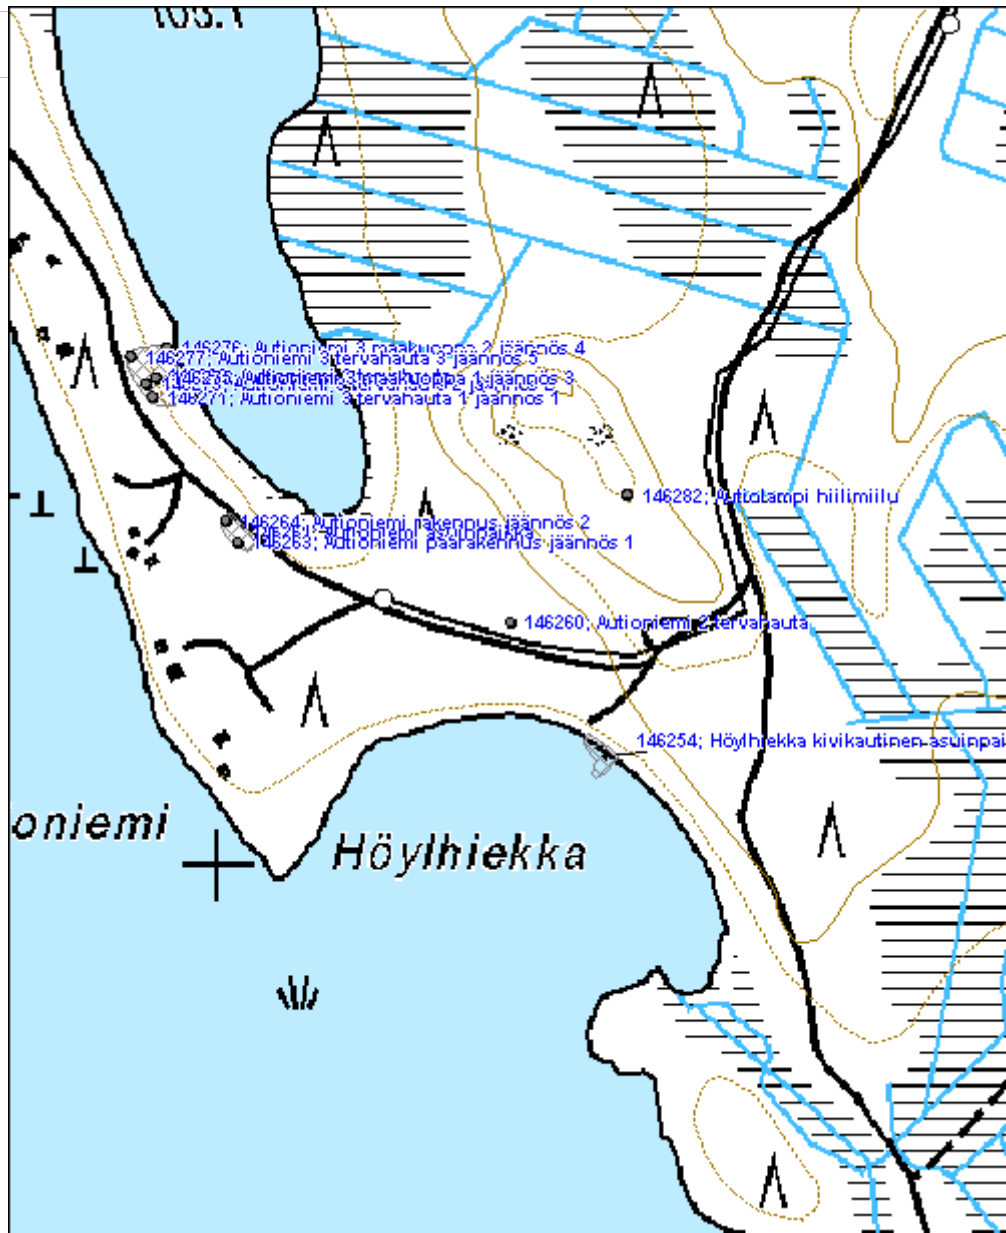 146276; Autioniemi 3 maakuoppa 2 jäännös 4
146277; Autioniemi 3 tervahauta 3 jäännös 5
146271; Autioniemi 3 tervahauta 1 jäännös 1
146282; Autiolampi hiilimiilu
146264; Autioniemi rakennus jäännös 2
146263; Autioniemi päärakennus jäännös 1
146260; Autioniemi 2 tervahauta
146254; Höylhiekka kivikautinen asuinpai
oniemi
Höylhiekka